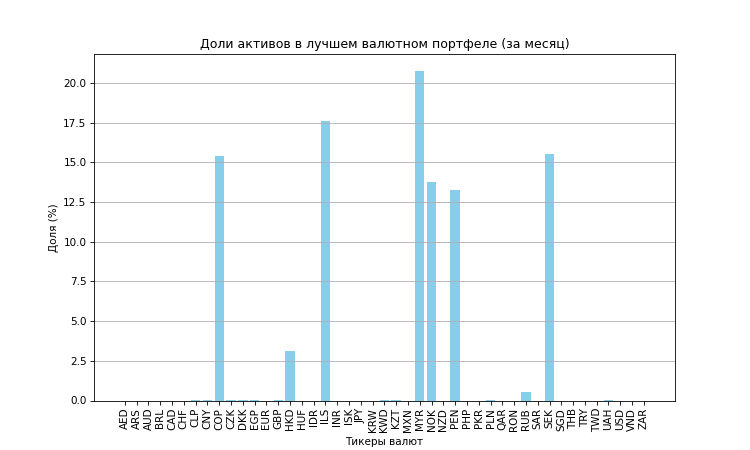 Доли активов в лучшем валютном портфеле (за месяц)
Доля (%)
20.0
17.5
15.0
12.5
10.0
7.5
5.0
2.5
0.0
AED ARS AUD BRL CAD CHF CLP CNY COP CZK DKK EGP EUR GBP HKD HUF IDR ILS INR ISK JPY KRW KWD KZT MXN MYR NOK NZD PEN PHP PKR PLN QAR RON RUB SAR SEK SGD THB TRY TWD UAH USD VND ZAR
Тикеры валют